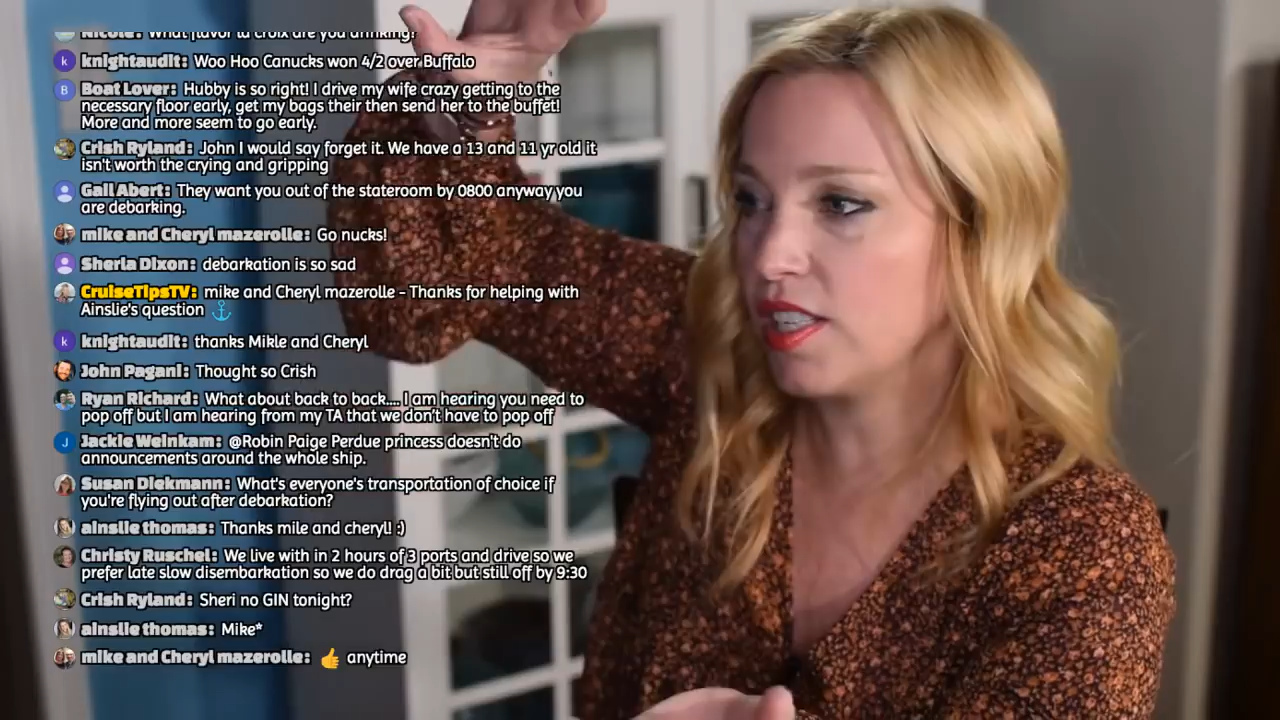 Nicole: What flavor la croix are you drinking?
k knightaudit: Woo Hoo Canucks won 4/2 over Buffalo
B Boat Lover: Hubby is so right! I drive my wife crazy getting to the
necessary floor early, get my bags their then send her to the buffet!
More and more seem to go early.
Crish Ryland: John I would say forget it. We have a 13 and 11 yr old it
isn't worth the crying and gripping
Gail Abert: They want you out of the stateroom by 0800 anyway you
are debarking.
mike and Cheryl mazerolle: Go nucks!
Sherla Dixon: debarkation is so sad
CruiseTipsTV: mike and Cheryl mazerolle - Thanks for helping with
Ainslie's question ⚓
k knightaudit: thanks Mikle and Cheryl
John Pagani: Thought so Crish
Ryan Richard: What about back to back.... I am hearing you need to
pop off but I am hearing from my TA that we don't have to pop off
J Jackie Weinkam: @Robin Paige Perdue princess doesn't do
announcements around the whole ship.
Susan Diekmann: What's everyone's transportation of choice if
you're flying out after debarkation?
ainslie thomas: Thanks mile and cheryl! :)
Christy Ruschel: We live with in 2 hours of 3 ports and drive so we
prefer late slow disembarkation so we do drag a bit but still off by 9:30
Crish Ryland: Sheri no GIN tonight?
ainslie thomas: Mike*
mike and Cheryl mazerolle: 👍 anytime